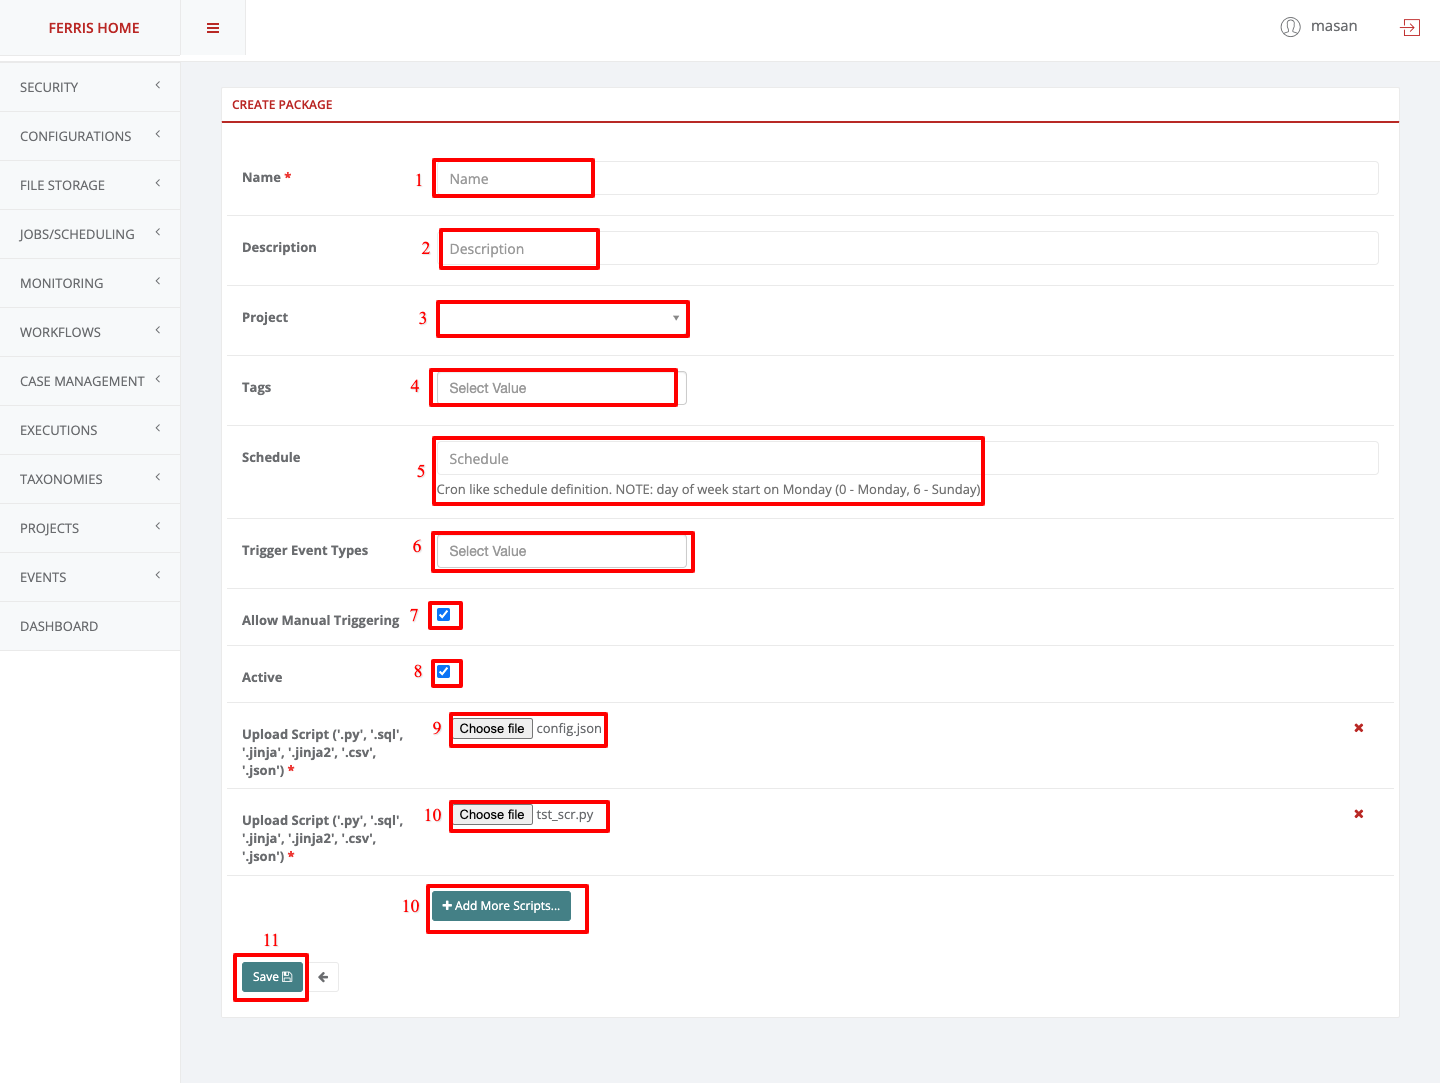 FERRIS HOME
masan
SECURITY
CONFIGURATIONS
FILE STORAGE
JOBS/SCHEDULING
MONITORING
WORKFLOWS
CASE MANAGEMENT
EXECUTIONS
TAXONOMIES
PROJECTS
EVENTS
DASHBOARD
CREATE PACKAGE
Name * 1 Name
Description 2 Description
Project 3
Tags 4 Select Value
Schedule 5 Schedule
Cron like schedule definition. NOTE: day of week start on Monday (0 - Monday, 6 - Sunday)
Trigger Event Types 6 Select Value
Allow Manual Triggering 7
Active 8
9 Choose file config.json
Upload Script ('.py', '.sql',
'.jinja', '.jinja2', '.csv',
'.json') *
10 Choose file tst_scr.py
Upload Script ('.py', '.sql',
'.jinja', '.jinja2', '.csv',
'.json') *
10 Add More Scripts...
11
Save